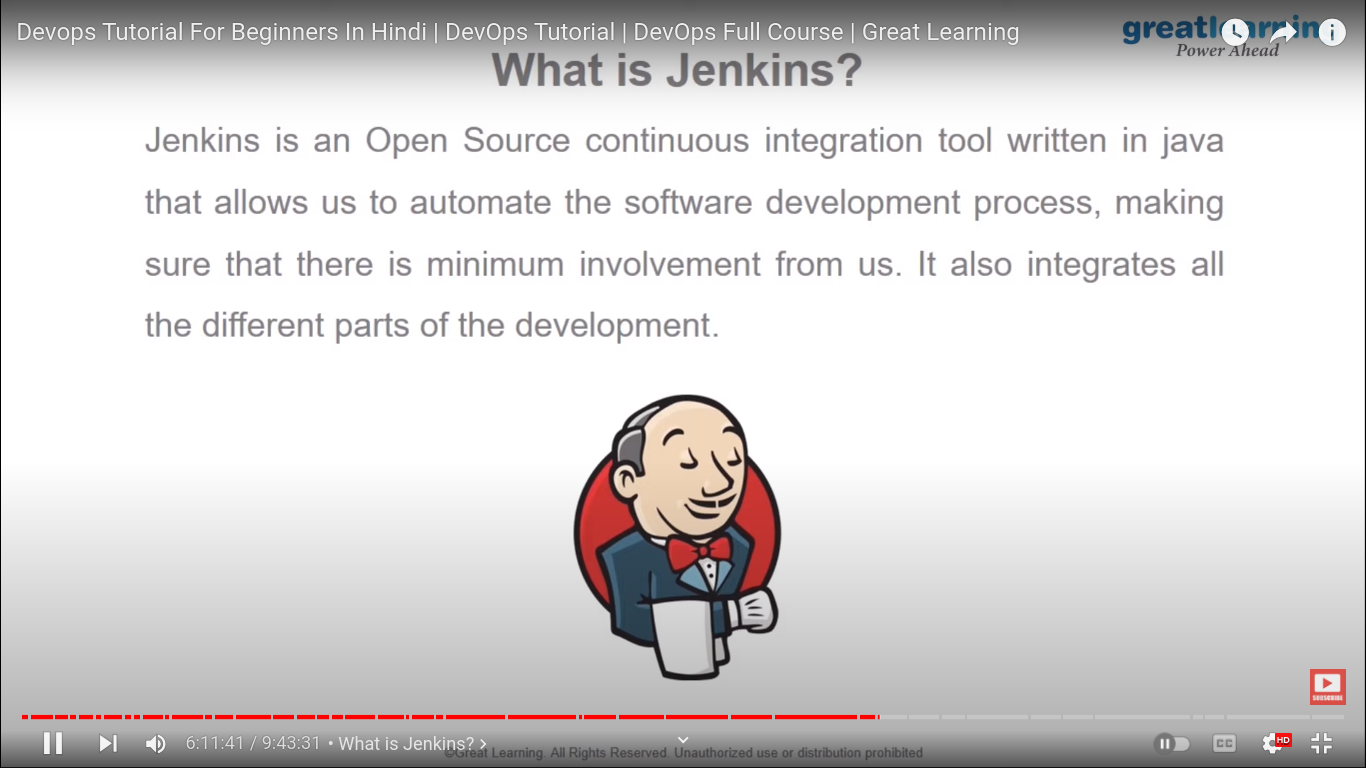 Devops Tutorial For Beginners In Hindi | DevOps Tutorial | DevOps Full Course | Great Learning
greatlearning
Power Ahead
What is Jenkins?
Jenkins is an Open Source continuous integration tool written in java
that allows us to automate the software development process, making
sure that there is minimum involvement from us. It also integrates all
the different parts of the development.
SUBSCRIBE
6:11:41 / 9:43:31 • What is Jenkins? >
©Great Learning. All Rights Reserved. Unauthorized use or distribution prohibited
CC
HD